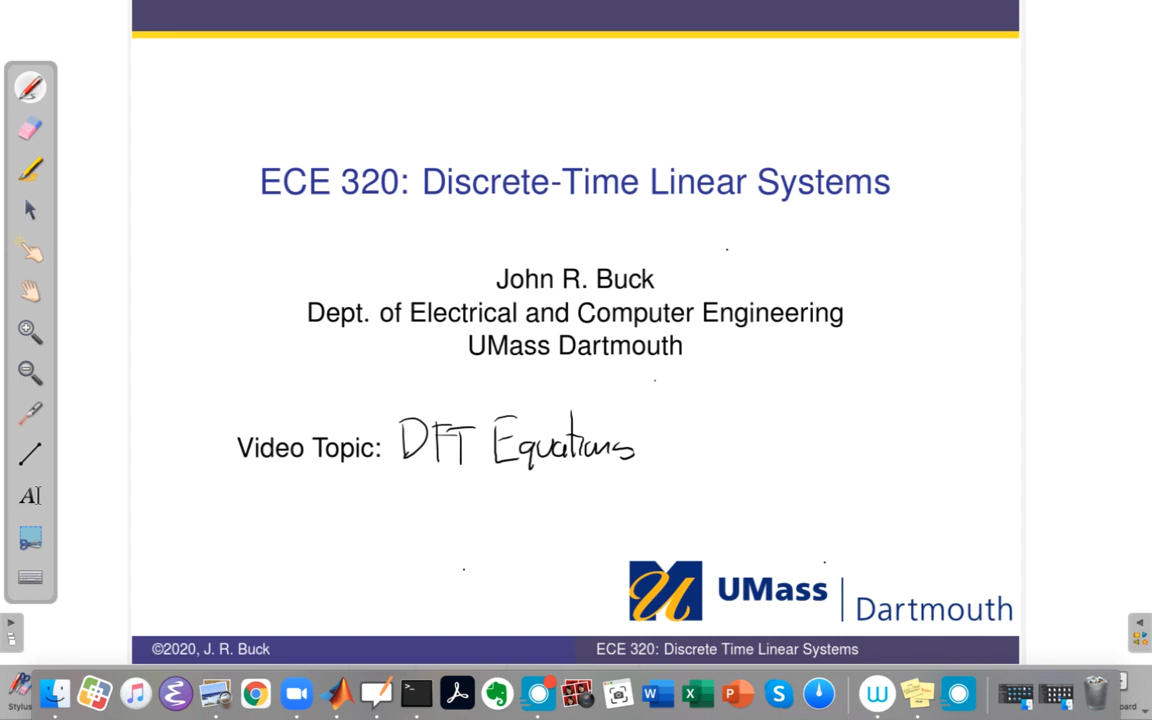 ECE 320: Discrete-Time Linear Systems
John R. Buck
Dept. of Electrical and Computer Engineering
UMass Dartmouth
Video Topic: DFT Equations
UMass Dartmouth
©2020, J. R. Buck ECE 320: Discrete Time Linear Systems
Stylus